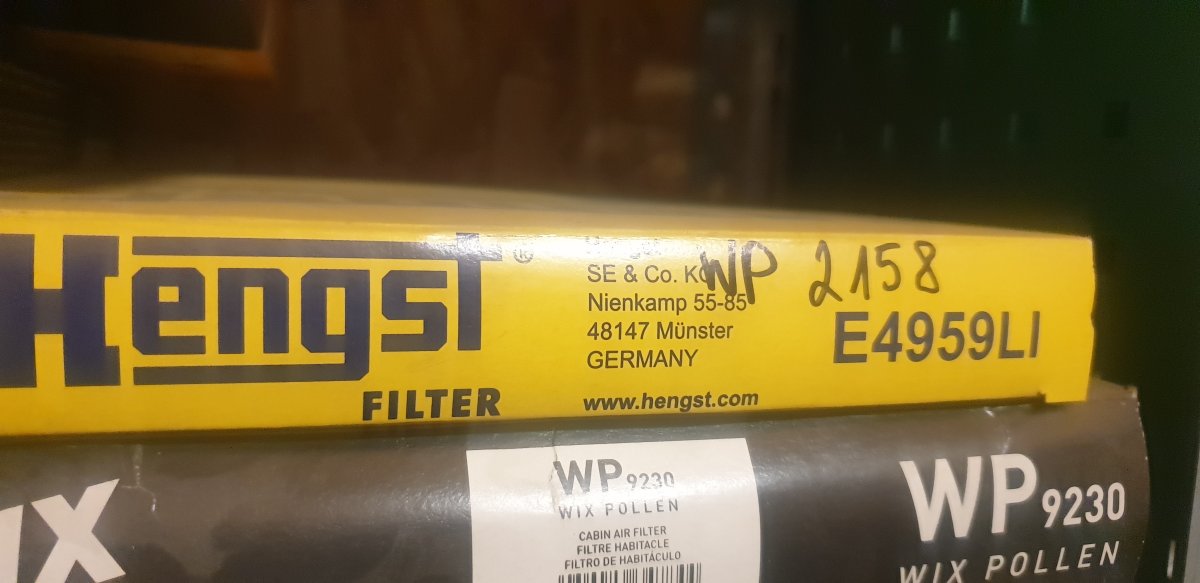 Hengst®
FILTER
SE & Co. K
Nienkamp 55-85
48147 Münster
GERMANY
www.hengst.com
WP 2158
E4959LI
WP 9230
WIX POLLEN
CABIN AIR FILTER
FILTRE HABITACLE
FILTRO DE HABITÁCULO
WP 9230
WIX POLLEN